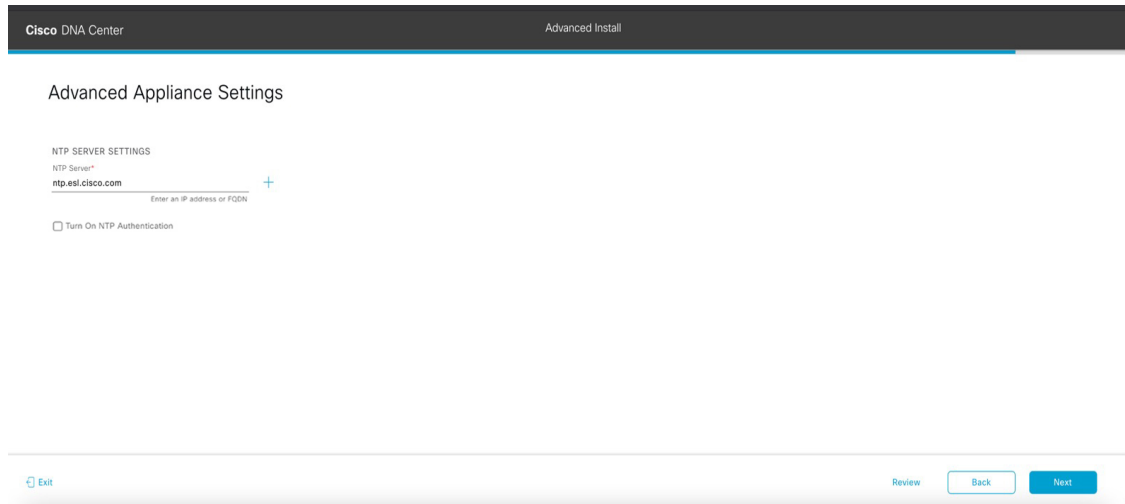 Cisco DNA Center
Advanced Install
Advanced Appliance Settings
NTP SERVER SETTINGS
NTP Server*
ntp.esl.cisco.com
Enter an IP address or FQDN
Turn On NTP Authentication
Exit
Review
Back
Next